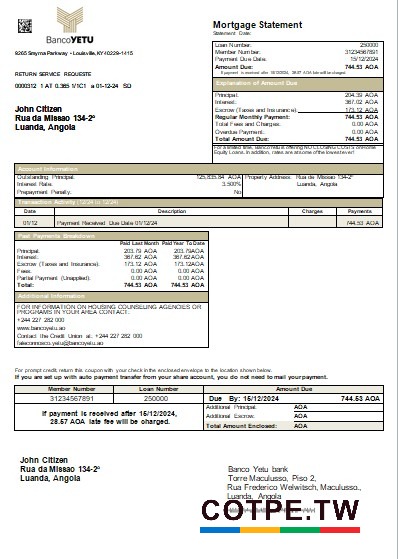 BancoYETU
9265 Smyrna Parkway • Louisville, KY 40229-1415
RETURN SERVICE REQUESTE
0000312 1 AT 0.365 V1C1 a 01-12-24 SD
John Citizen
Rua da Missao 134-2º
Luanda, Angola
Mortgage Statement
Statement Date:
Loan Number: 250000
Member Number: 31234567891
Payment Due Date: 15/12/2024
Amount Due: 744.53 AOA
If payment is received after 15/12/2024, 28.57 AOA late fee will be charged.
Explanation of Amount Due
Principal: 204.39 AOA
Interest: 367.02 AOA
Escrow (Taxes and Insurance): 173.12 AOA
Regular Monthly Payment: 744.53 AOA
Total Fees and Charges: 0.00 AOA
Overdue Payment: 0.00 AOA
Total Amount Due: 744.53 AOA
For a limited time, Banco Yetu is offering NO CLOSING COSTS on Home
Equity Loans. In addition, rates are some of the lowest ever!
Account Information
Outstanding Principal: 125,835.84 AOA Property Address: Rua da Missao 134-2º
Interest Rate: 3.500% Luanda, Angola
Prepayment Penalty: No
Transaction Activity (12/24 to 12/24)
Date Description Charges Payments
01/12 Payment Received Due Date 01/12/24 744.53 AOA
Past Payments Breakdown
Paid Last Month Paid Year To Date
Principal: 203.79 AOA 203.79AOA
Interest: 367.62 AOA 367.62 AOA
Escrow (Taxes and Insurance): 173.12 AOA 173.12AOA
Fees: 0.00 AOA 0.00 AOA
Partial Payment (Unapplied): 0.00 AOA 0.00 AOA
Total: 744.53 AOA 744.53 AOA
Additional Information
FOR INFORMATION ON HOUSING COUNSELING AGENCIES OR
PROGRAMS IN YOUR AREA CONTACT:
+244 227 282 000
www.bancoyetu.ao
Contact the Credit Union at: +244 227 282 000
faleconnosco.yetu@bancoyetu
For prompt credit return this coupon with your check in the enclosed envelope to the location shown below.
If you are set up with auto payment transfer from your share account, you do not need to mail your payment.
Member Number Loan Number Amount Due
31234567891 250000 Due By: 15/12/2024 744.53 AOA
If payment is received after 15/12/2024,
28.57 AOA late fee will be charged.
Additional Principal: AOA
Additional Escrow: AOA
Total Amount Enclosed: AOA
John Citizen
Rua da Missao 134-2º
Luanda, Angola
Banco Yetu bank
Torre Maculusso, Piso 2,
Rua Frederico Welwitsch, Maculusso.,
Luanda, Angola
COTPE.TW